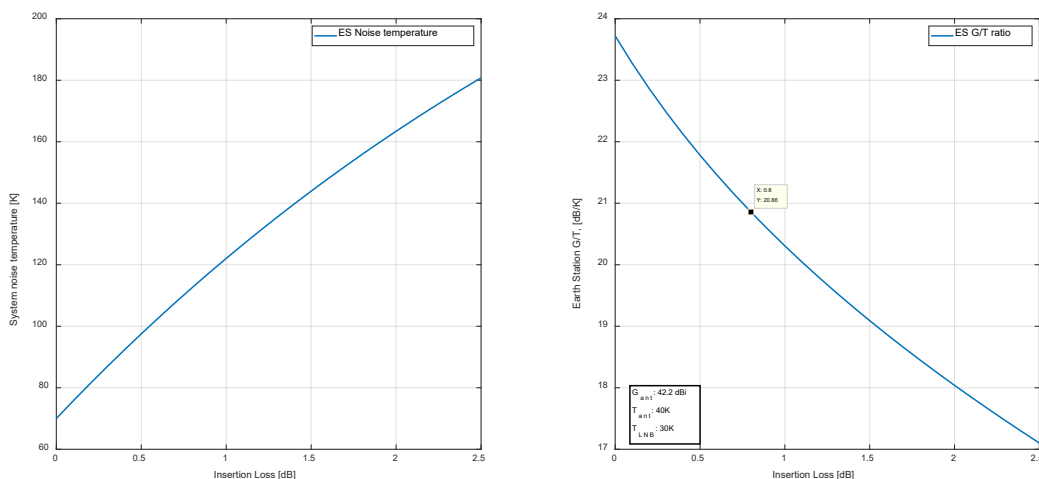 200
180
160
140
120
100
80
60
0
0.5
1
1.5
2
2.5
System noise temperature [K]
Insertion Loss [dB]
ES Noise temperature
24
23
22
21
20
19
18
17
0
0.5
1
1.5
2
2.5
Earth Station G/T, [dB/K]
Insertion Loss [dB]
ES G/T ratio
X: 0.8
Y: 20.86
G ant: 42.2 dBi
T ant: 40K
T LNB: 30K